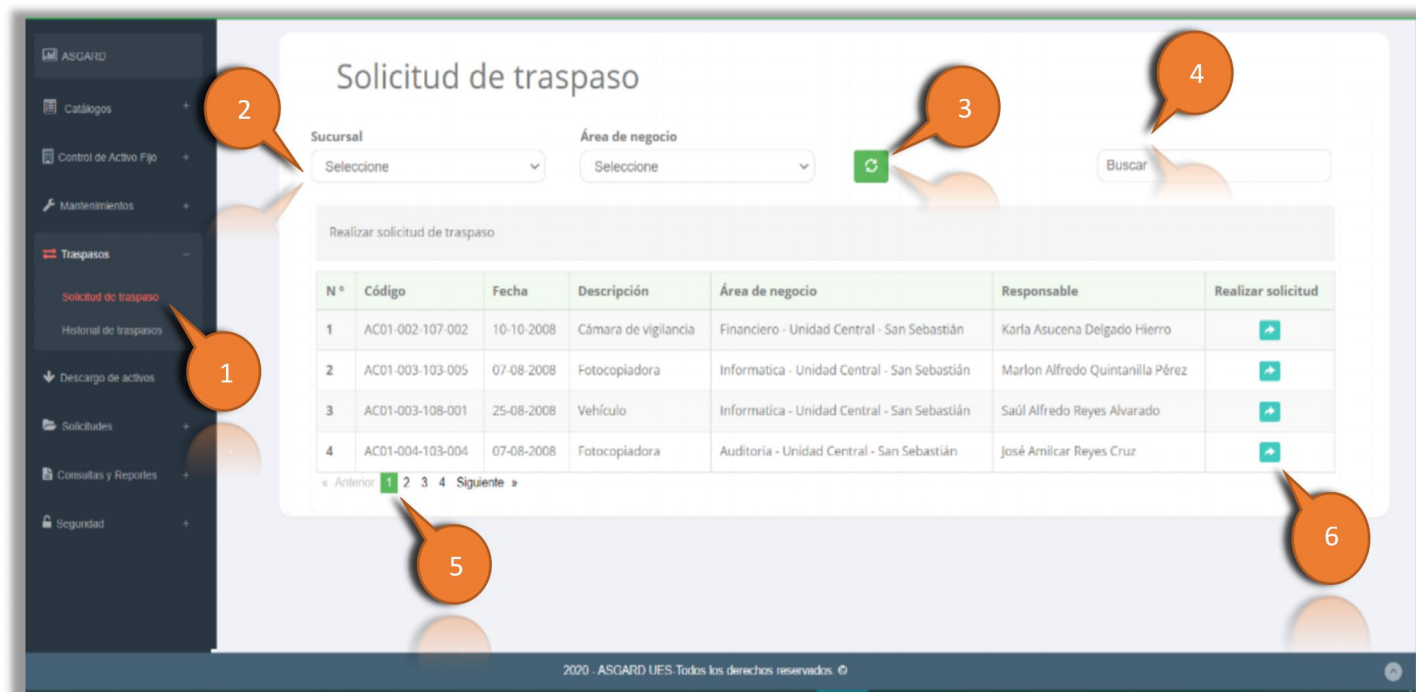 ASGARD
Catálogos +
Control de Activo Fijo +
Mantenimientos +
Traspasos -
Solicitud de traspaso
Historial de traspasos
Descargo de activos
Solicitudes +
Consultas y Reportes +
Seguridad +
1
2
3
4
Solicitud de traspaso
Sucursal Área de negocio
Seleccione Seleccione Buscar
Realizar solicitud de traspaso
N º Código Fecha Descripción Área de negocio Responsable Realizar solicitud
1 AC01-002-107-002 10-10-2008 Cámara de vigilancia Financiero - Unidad Central - San Sebastián Karla Asucena Delgado Hierro
2 AC01-003-103-005 07-08-2008 Fotocopiadora Informatica - Unidad Central - San Sebastián Marlon Alfredo Quintanilla Pérez
3 AC01-003-108-001 25-08-2008 Vehículo Informatica - Unidad Central - San Sebastián Saúl Alfredo Reyes Alvarado
4 AC01-004-103-004 07-08-2008 Fotocopiadora Auditoria - Unidad Central - San Sebastián José Amilcar Reyes Cruz
« Anterior 1 2 3 4 Siguiente »
5
6
2020 - ASGARD UES-Todos los derechos reservados. ©